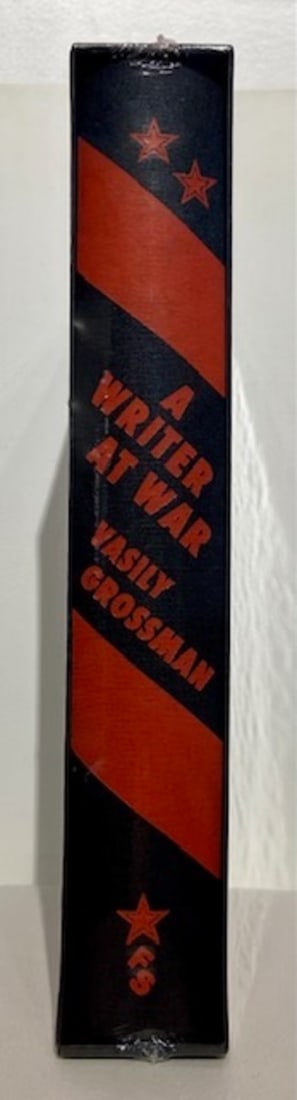 A
WRITER
AT WAR
VASILY
GROSSMAN
FS